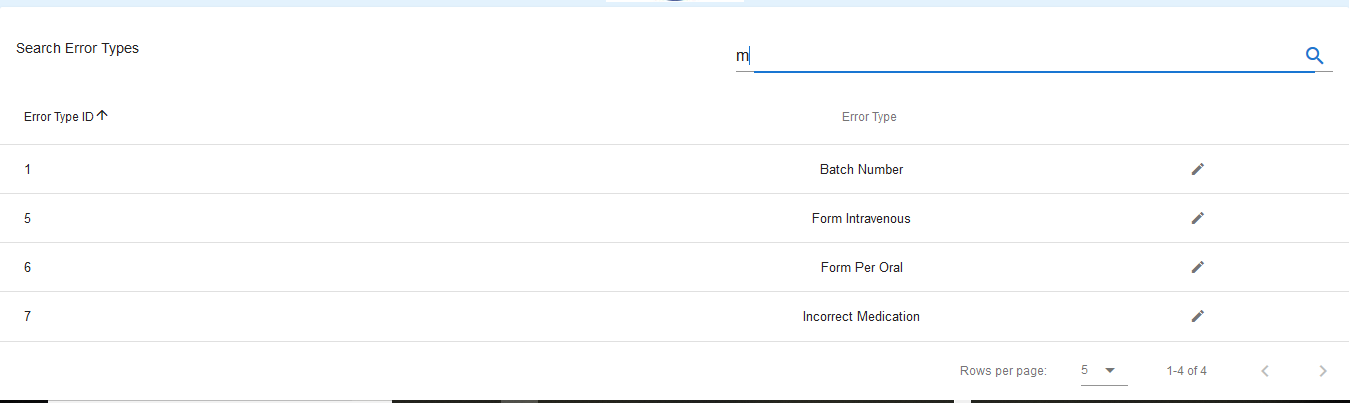 Search Error Types
m
Error Type ID Error Type
1 Batch Number
5 Form Intravenous
6 Form Per Oral
7 Incorrect Medication
Rows per page: 5 1-4 of 4